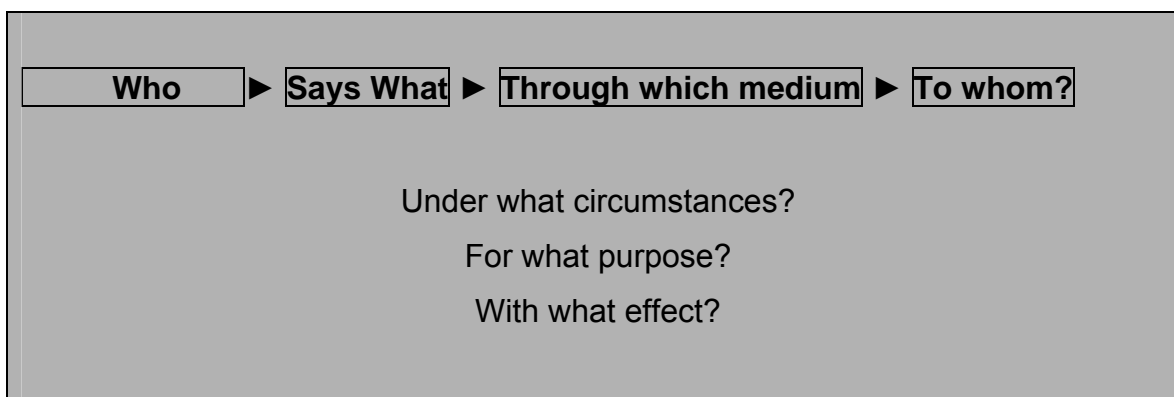 Who ► Says What ► Through which medium ► To whom?
Under what circumstances?
For what purpose?
With what effect?